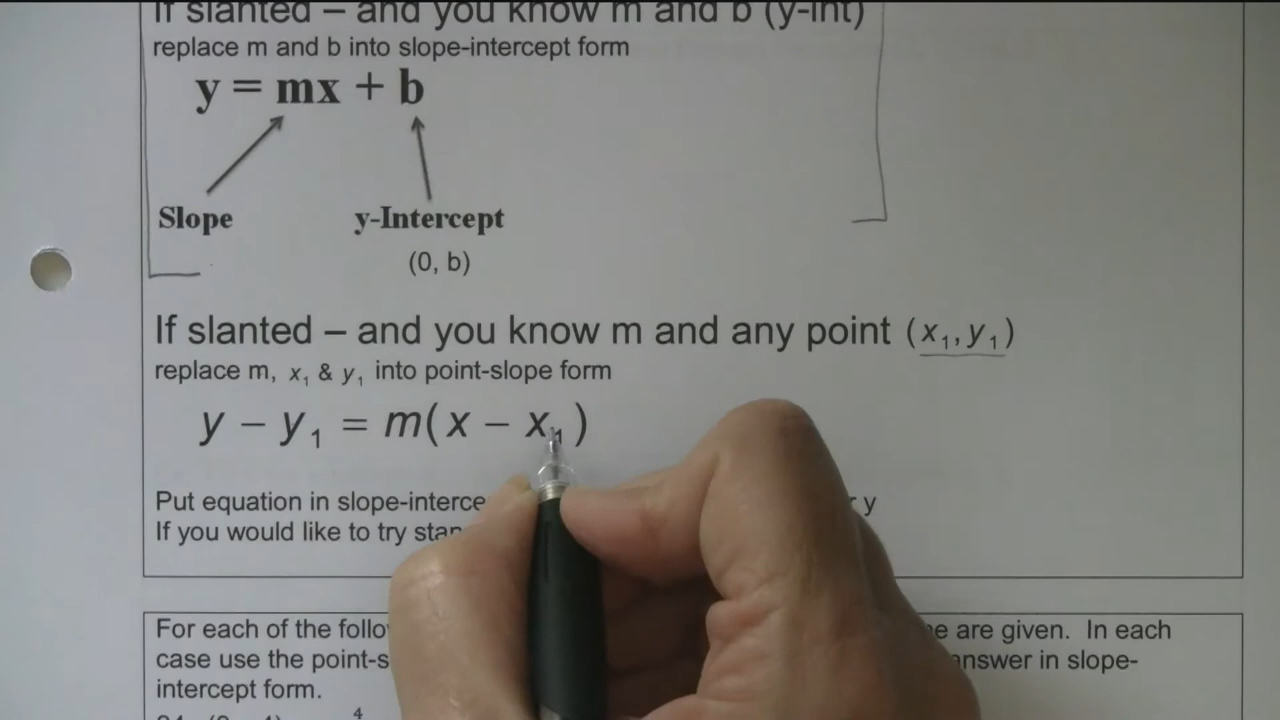 If slanted – and you know m and b (y-int)
replace m and b into slope-intercept form
y = mx + b
Slope y-Intercept
(0, b)
If slanted – and you know m and any point (x₁, y₁)
replace m, x₁ & y₁ into point-slope form
y − y₁ = m(x − x₁)
Put equation in slope-interce y
If you would like to try
For each of the follo are given. In each
case use the point-s answer in slope-
intercept form.